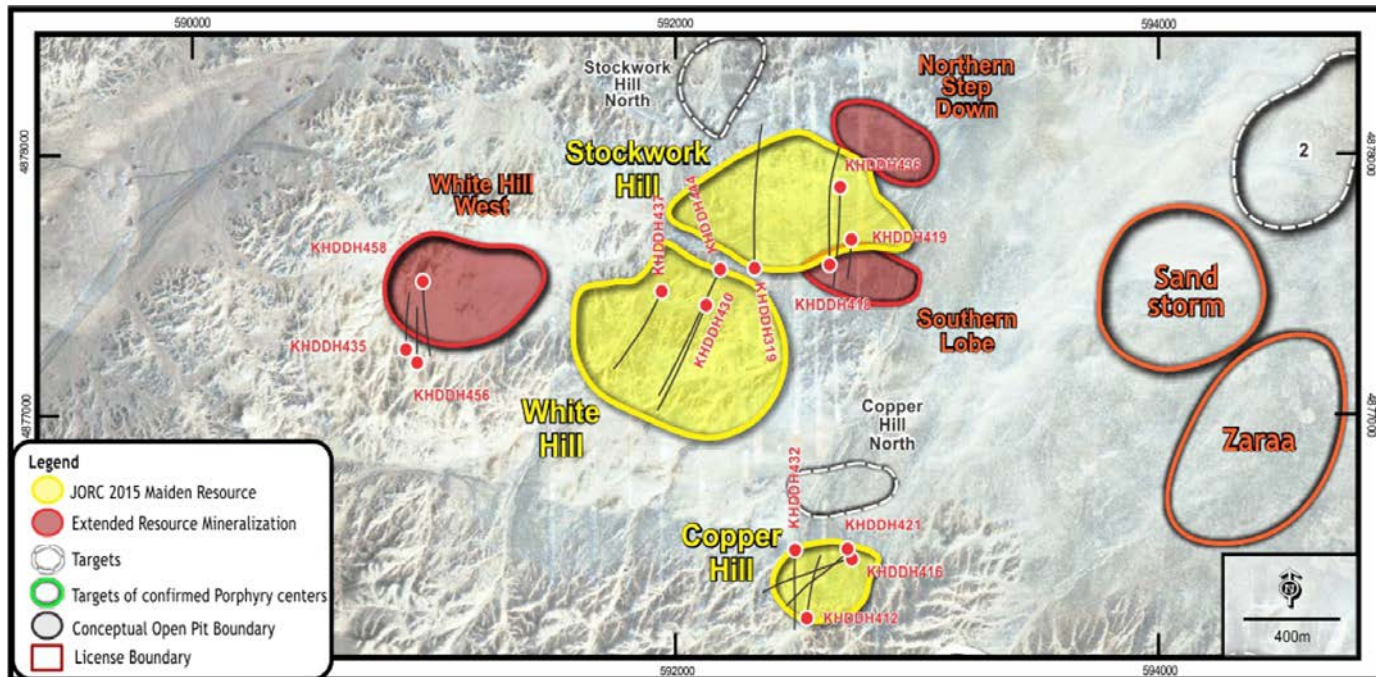 590000
592000
594000
Stockwork
Hill
North
Northern
Step
Down
4878000
4878000
2
Stockwork
Hill
KHDDH436
KHDDH444
KHDDH437
White Hill
West
KHDDH458
KHDDH419
KHDDH418
KHDDH430
KHDDH319
Southern
Lobe
Sand
storm
KHDDH435
KHDDH456
White
Hill
4877000
4877000
Zaraa
Copper
Hill
North
KHDDH432
KHDDH421
Copper
Hill
KHDDH416
KHDDH412
Legend
JORC 2015 Maiden Resource
Extended Resource Mineralization
Targets
Targets of confirmed Porphyry centers
Conceptual Open Pit Boundary
License Boundary
N
400m
592000
594000